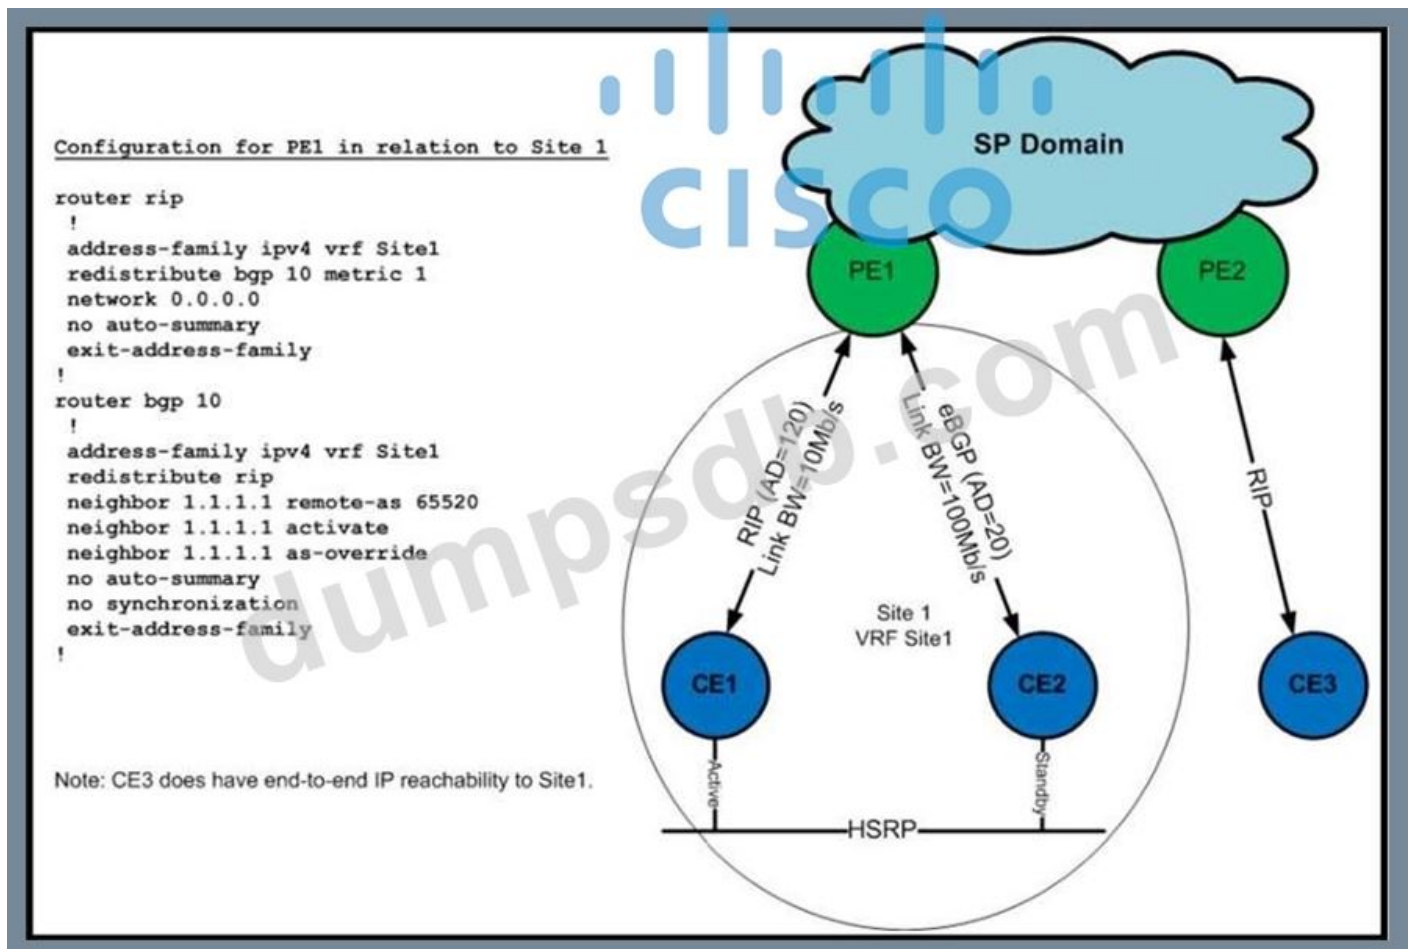 Configuration for PE1 in relation to Site 1
router rip
!
address-family ipv4 vrf Site1
redistribute bgp 10 metric 1
network 0.0.0.0
no auto-summary
exit-address-family
!
router bgp 10
!
address-family ipv4 vrf Site1
redistribute rip
neighbor 1.1.1.1 remote-as 65520
neighbor 1.1.1.1 activate
neighbor 1.1.1.1 as-override
no auto-summary
no synchronization
exit-address-family
!
Note: CE3 does have end-to-end IP reachability to Site1.
CISCO
SP Domain
PE1
PE2
RIP (AD=120)
Link BW=10Mb/s
eBGP (AD=20)
Link BW=100Mb/s
RIP
Site 1
VRF Site1
CE1
CE2
CE3
Active
Standby
HSRP
dumpsdb.com